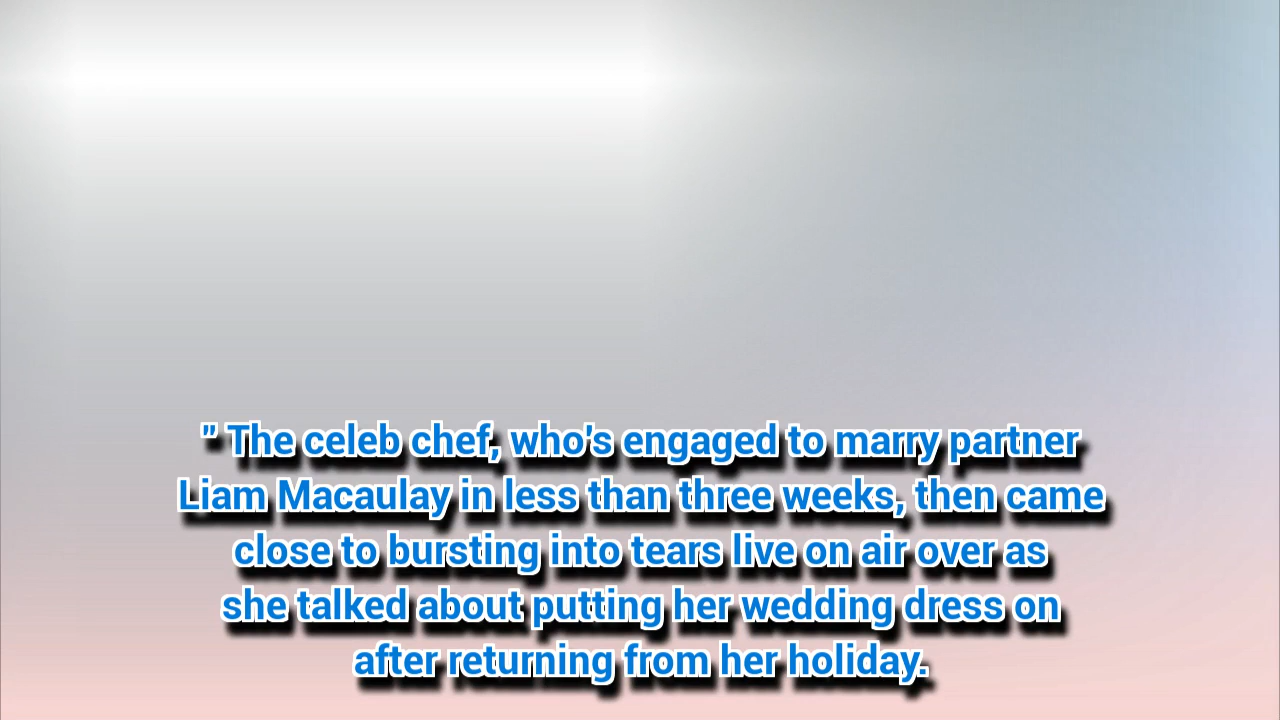 " The celeb chef, who's engaged to marry partner
Liam Macaulay in less than three weeks, then came
close to bursting into tears live on air over as
she talked about putting her wedding dress on
after returning from her holiday.